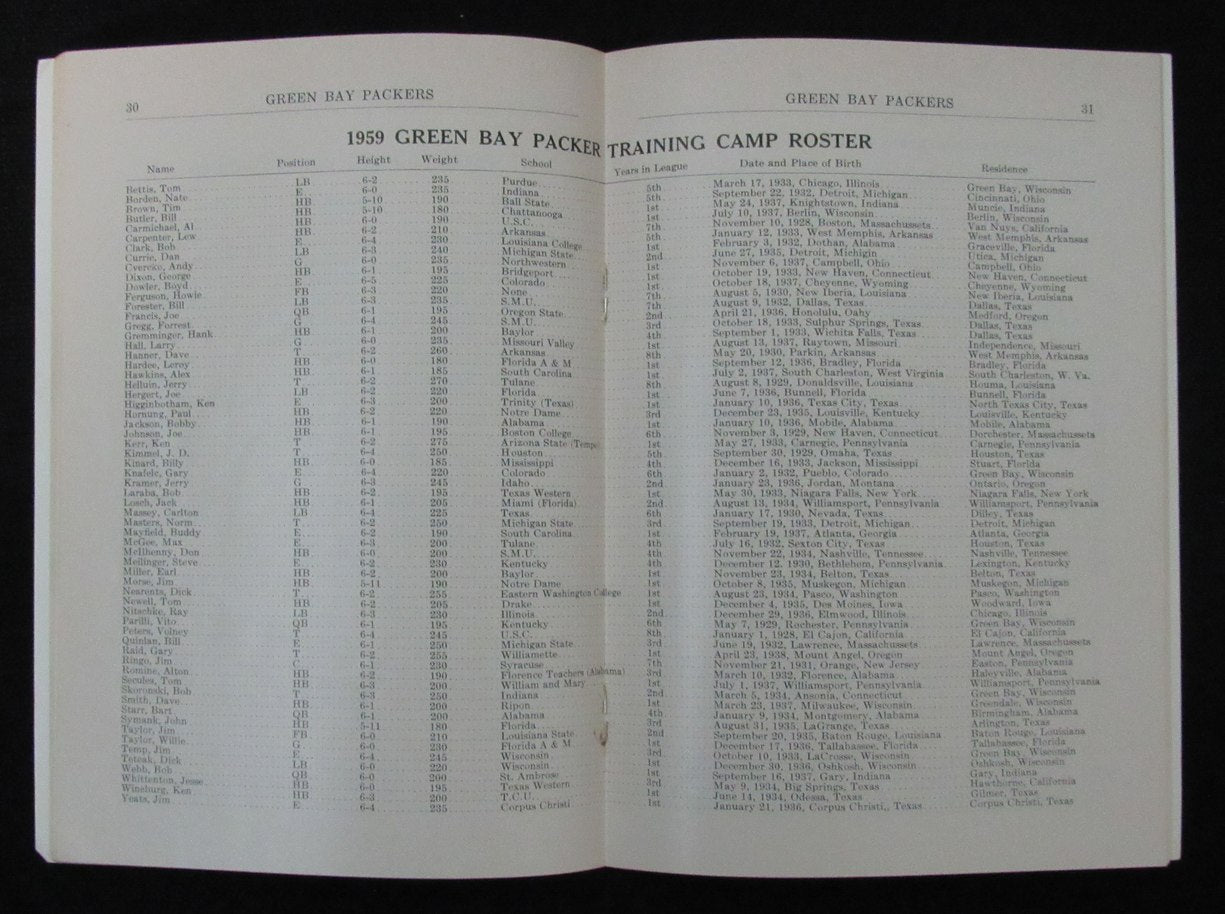 30 GREEN BAY PACKERS
GREEN BAY PACKERS 31
1959 GREEN BAY PACKER TRAINING CAMP ROSTER
Name Position Height Weight School Years in League Date and Place of Birth Residence
Bettis, Tom LB 6-2 235 Purdue 5th March 17, 1933, Chicago, Illinois Green Bay, Wisconsin
Borden, Nate E 6-0 235 Indiana 5th September 22, 1932, Detroit, Michigan Cincinnati, Ohio
Brown, Tim HB 5-10 190 Ball State 1st May 24, 1937, Knightstown, Indiana Muncie, Indiana
Butler, Bill HB 5-10 180 Chattanooga 1st July 10, 1937, Berlin, Wisconsin Berlin, Wisconsin
Carmichael, Al HB 6-0 190 U.S.C. 7th November 10, 1928, Boston, Massachussets Van Nuys, California
Carpenter, Lew HB 6-2 210 Arkansas 5th January 12, 1933, West Memphis, Arkansas West Memphis, Arkansas
Clark, Bob E 6-4 230 Louisiana College 1st February 3, 1932, Dothan, Alabama Graceville, Florida
Currie, Dan LB 6-3 240 Michigan State 2nd June 27, 1935, Detroit, Michigin Utica, Michigan
Cvercko, Andy G 6-0 235 Northwestern 1st November 6, 1937, Campbell, Ohio Campbell, Ohio
Dixon, George HB 6-1 195 Bridgeport 1st October 19, 1933, New Haven, Connecticut New Haven, Connecticut
Dowler, Boyd E 6-5 225 Colorado 1st October 18, 1937, Cheyenne, Wyoming Cheyenne, Wyoming
Ferguson, Howie FB 6-3 220 None 7th August 5, 1930, New Iberia, Louisiana New Iberia, Louisiana
Forester, Bill LB 6-3 235 S.M.U. 7th August 9, 1932, Dallas, Texas Dallas, Texas
Francis, Joe QB 6-1 195 Oregon State 2nd April 21, 1936, Honolulu, Oahy Medford, Oregon
Gregg, Forrest G 6-4 245 S.M.U. 3rd October 18, 1933, Sulphur Springs, Texas Dallas, Texas
Gremminger, Hank HB 6-1 200 Baylor 4th September 1, 1933, Wichita Falls, Texas Dallas, Texas
Hall, Larry G 6-0 235 Missouri Valley 1st August 13, 1937, Raytown, Missouri Independence, Missouri
Hanner, Dave T 6-2 260 Arkansas 8th May 20, 1930, Parkin, Arkansas West Memphis, Arkansas
Hardee, Leroy HB 6-0 180 Florida A & M 1st September 12, 1936, Bradley, Florida Bradley, Florida
Hawkins, Alex HB 6-1 185 South Carolina 1st July 2, 1937, South Charleston, West Virginia South Charleston, W. Va.
Helluin, Jerry T 6-2 270 Tulane 8th August 8, 1929, Donaldsville, Louisiana Houma, Louisiana
Hergert, Joe LB 6-2 220 Florida 1st June 7, 1936, Bunnell, Florida Bunnell, Florida
Higginbotham, Ken E 6-3 200 Trinity (Texas) 1st January 10, 1936, Texas City, Texas North Texas City, Texas
Hornung, Paul HB 6-2 220 Notre Dame 3rd December 23, 1935, Louisville, Kentucky Louisville, Kentucky
Jackson, Bobby HB 6-1 190 Alabama 1st January 10, 1936, Mobile, Alabama Mobile, Alabama
Johnson, Joe HB 6-1 195 Boston College 6th November 3, 1929, New Haven, Connecticut Dorchester, Massachusseta
Kerr, Ken T 6-2 275 Arizona State (Tempe) 1st May 27, 1933, Carnegie, Pennsylvania Carnegie, Pennsylvania
Kimmel, J. D. T 6-4 250 Houston 5th September 30, 1929, Omaha, Texas Houston, Texas
Kinard, Billy HB 6-0 185 Mississippi 4th December 16, 1933, Jackson, Mississippi Stuart, Florida
Knafelc, Gary E 6-4 220 Colorado 6th January 2, 1932, Pueblo, Colorado Green Bay, Wisconsin
Kramer, Jerry G 6-3 245 Idaho 2nd January 23, 1936, Jordan, Montana Ontario, Oregon
Laraba, Bob HB 6-2 195 Texas Western 1st May 30, 1933, Niagara Falls, New York Niagara Falls, New York
Losch, Jack HB 6-1 205 Miami (Florida) 2nd August 13, 1934, Williamsport, Pennsylvania Williamsport, Pennsylvania
Massey, Carlton LB 6-4 225 Texas 6th January 17, 1930, Nevada, Texas Dilley, Texas
Masters, Norm T 6-2 250 Michigan State 3rd September 19, 1933, Detroit, Michigan Detroit, Michigan
Mayfield, Buddy E 6-2 190 South Carolina 1st February 19, 1937, Atlanta, Georgia Atlanta, Georgia
McGee, Max E 6-3 200 Tulane 4th July 16, 1932, Sexton City, Texas Houston, Texas
McIlhenny, Don HB 6-0 200 S.M.U. 4th November 22, 1934, Nashville, Tennessee Nashville, Tennessee
Meilinger, Steve E 6-2 230 Kentucky 4th December 12, 1930, Bethlehem, Pennsylvania Lexington, Kentucky
Miller, Earl HB 6-2 200 Baylor 1st November 23, 1934, Belton, Texas Belton, Texas
Morse, Jim HB 5-11 190 Notre Dame 1st October 8, 1935, Muskegon, Michigan Muskegon, Michigan
Nearents, Dick T 6-2 255 Eastern Washington College 1st August 23, 1934, Pasco, Washington Pasco, Washington
Newell, Tom HB 6-2 205 Drake 1st December 4, 1935, Des Moines, Iowa Woodward, Iowa
Nitschke, Ray LB 6-3 230 Illinois 2nd December 29, 1936, Elmwood, Illinois Chicago, Illinois
Parilli, Vito QB 6-1 195 Kentucky 6th May 7, 1929, Rochester, Pennsylvania Green Bay, Wisconsin
Peters, Volney T 6-4 245 U.S.C. 8th January 1, 1928, El Cajon, California El Cajon, California
Quinlan, Bill E 6-1 250 Michigan State 3rd June 19, 1932, Lawrence, Massachussets Lawrence, Massachussets
Raid, Gary T 6-2 255 Williamette 1st April 23, 1938, Mount Angel, Oregon Mount Angel, Oregon
Ringo, Jim C 6-1 230 Syracuse 7th November 21, 1931, Orange, New Jersey Easton, Pennsylvania
Romine, Alton HB 6-2 190 Florence Teachers (Alabama) 3rd March 10, 1932, Florence, Alabama Haleyville, Alabama
Secules, Tom HB 6-3 200 William and Mary 1st July 1, 1937, Williamsport, Pennsylvania Williamsport, Pennsylvania
Skoronski, Bob T 6-3 250 Indiana 2nd March 5, 1934, Ansonia, Connecticut Green Bay, Wisconsin
Smith, Dave HB 6-1 200 Ripon 1st March 23, 1937, Milwaukee, Wisconsin Greendale, Wisconsin
Starr, Bart QB 6-1 200 Alabama 4th January 9, 1934, Montgomery, Alabama Birmingham, Alabama
Symank, John HB 5-11 180 Florida 3rd August 31, 1935, LaGrange, Texas Arlington, Texas
Taylor, Jim FB 6-0 210 Louisiana State 2nd September 20, 1935, Baton Rouge, Louisiana Baton Rouge, Louisiana
Taylor, Willie G 6-0 230 Florida A & M 1st December 17, 1936, Tallahassee, Florida Tallahassee, Florida
Temp, Jim E 6-4 245 Wisconsin 3rd October 10, 1933, LaCrosse, Wisconsin Green Bay, Wisconsin
Tetoak, Dick LB 6-0 220 Wisconsin 1st December 30, 1936, Oshkosh, Wisconsin Oshkosh, Wisconsin
Webb, Bob QB 6-0 200 St. Ambrose 1st September 16, 1937, Gary, Indiana Gary, Indiana
Whittenton, Jesse HB 6-0 195 Texas Western 3rd May 9, 1934, Big Springs, Texas Hawthorne, California
Wineburg, Ken HB 6-3 200 T.C.U. 1st June 14, 1934, Odessa, Texas Gilmer, Texas
Yeats, Jim E 6-4 235 Corpus Christi 1st January 21, 1936, Corpus Christi,, Texas Corpus Christi, Texas